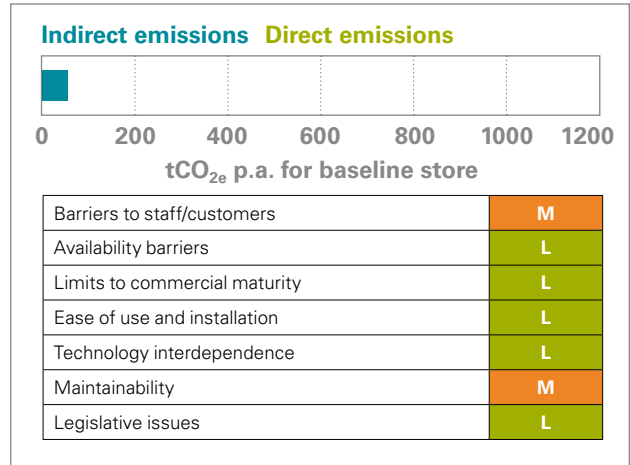 Indirect emissions Direct emissions
0 200 400 600 800 1000 1200
tCO2e p.a. for baseline store
Barriers to staff/customers M
Availability barriers L
Limits to commercial maturity L
Ease of use and installation L
Technology interdependence L
Maintainability M
Legislative issues L